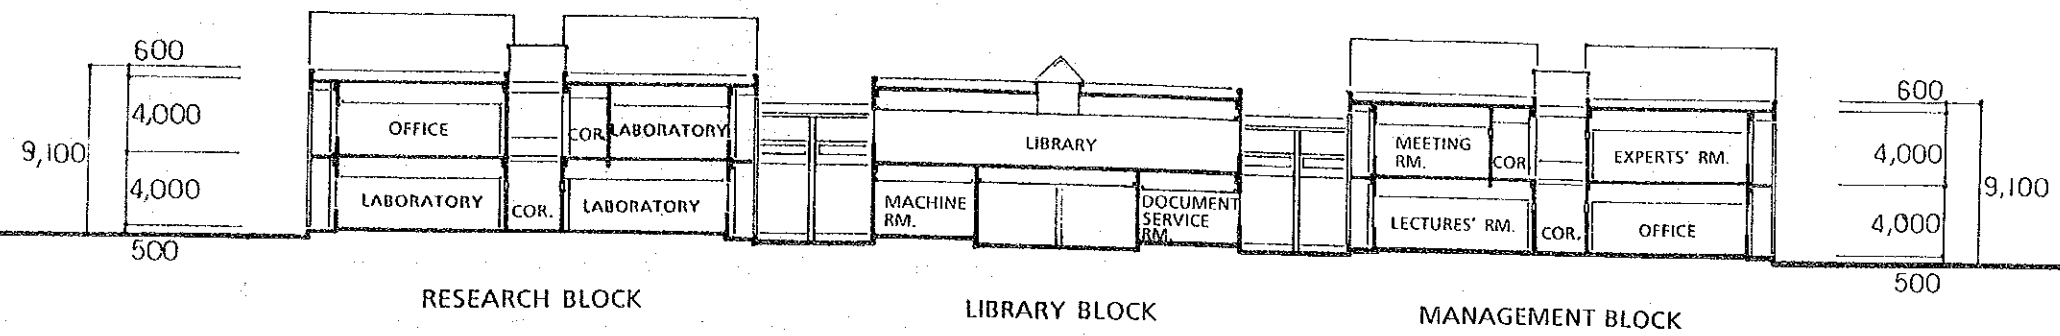 600
4,000
9,100
4,000
500
OFFICE
COR.
LABORATORY
LABORATORY
COR.
LABORATORY
LIBRARY
MACHINE
RM.
DOCUMENT
SERVICE
RM.
MEETING
RM.
COR.
EXPERTS' RM.
LECTURES' RM.
COR.
OFFICE
600
4,000
9,100
4,000
500
RESEARCH BLOCK
LIBRARY BLOCK
MANAGEMENT BLOCK